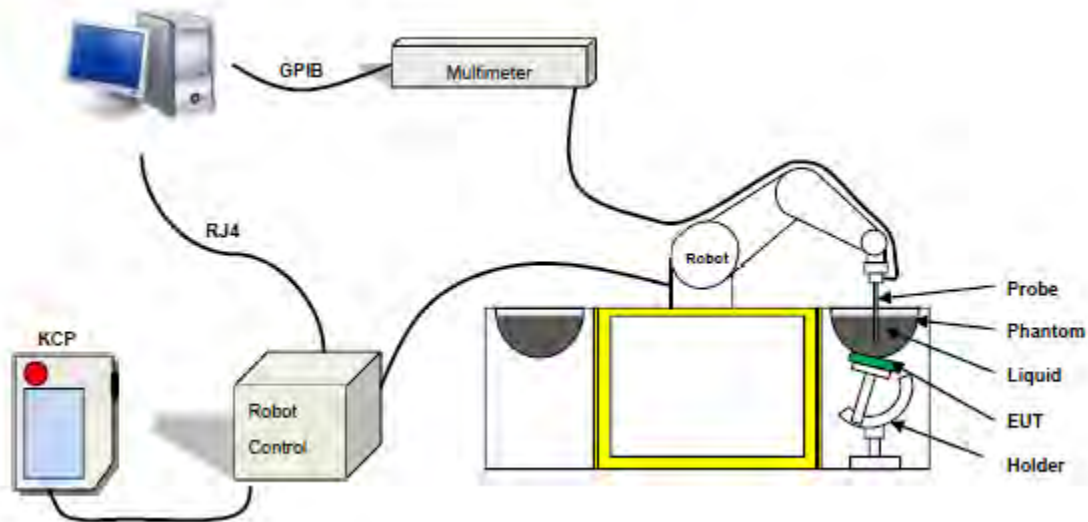 GPIB
Multimeter
RJ4
Robot
Probe
Phantom
KCP
Liquid
Robot
Control
EUT
Holder